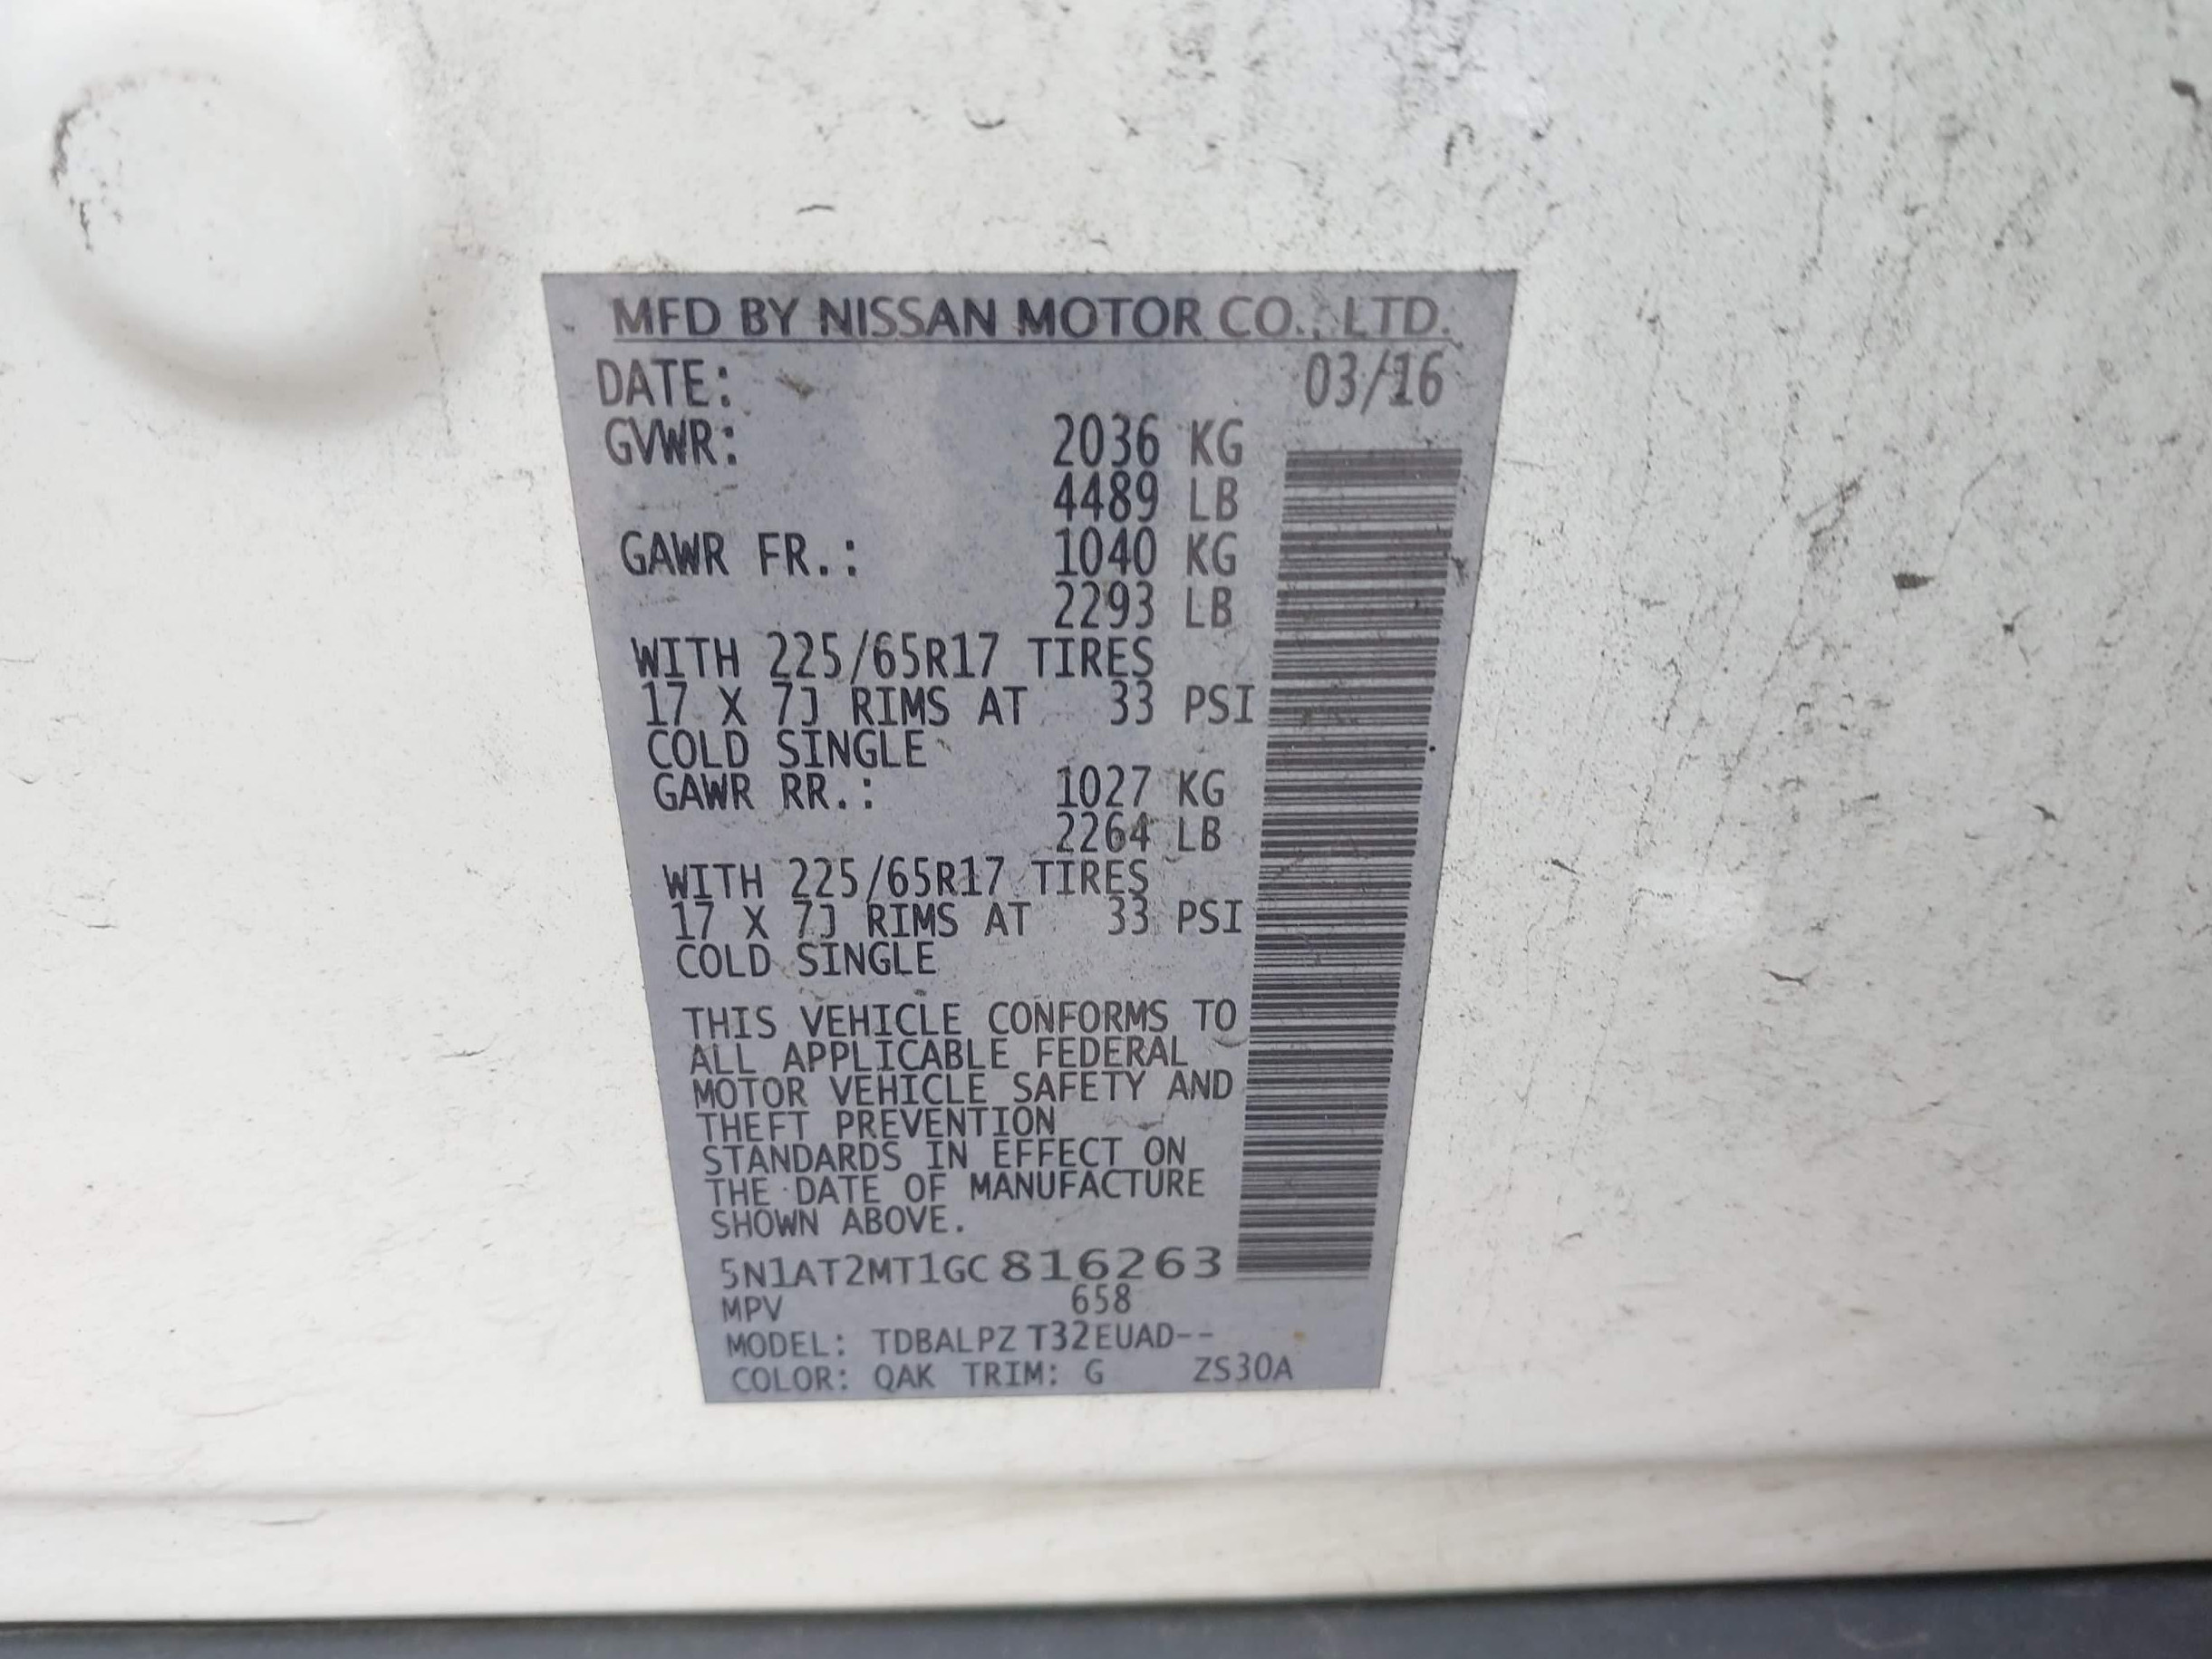 MFD BY NISSAN MOTOR CO., LTD.
DATE: 03/16
GVWR: 2036 KG
4489 LB
GAWR FR.: 1040 KG
2293 LB
WITH 225/65R17 TIRES
17 X 7J RIMS AT 33 PSI
COLD SINGLE
GAWR RR.: 1027 KG
2264 LB
WITH 225/65R17 TIRES
17 X 7J RIMS AT 33 PSI
COLD SINGLE
THIS VEHICLE CONFORMS TO
ALL APPLICABLE FEDERAL
MOTOR VEHICLE SAFETY AND
THEFT PREVENTION
STANDARDS IN EFFECT ON
THE DATE OF MANUFACTURE
SHOWN ABOVE.
5N1AT2MT1GC816263
MPV 658
MODEL: TDBALPZ T32EUAD--
COLOR: QAK TRIM: G ZS30A